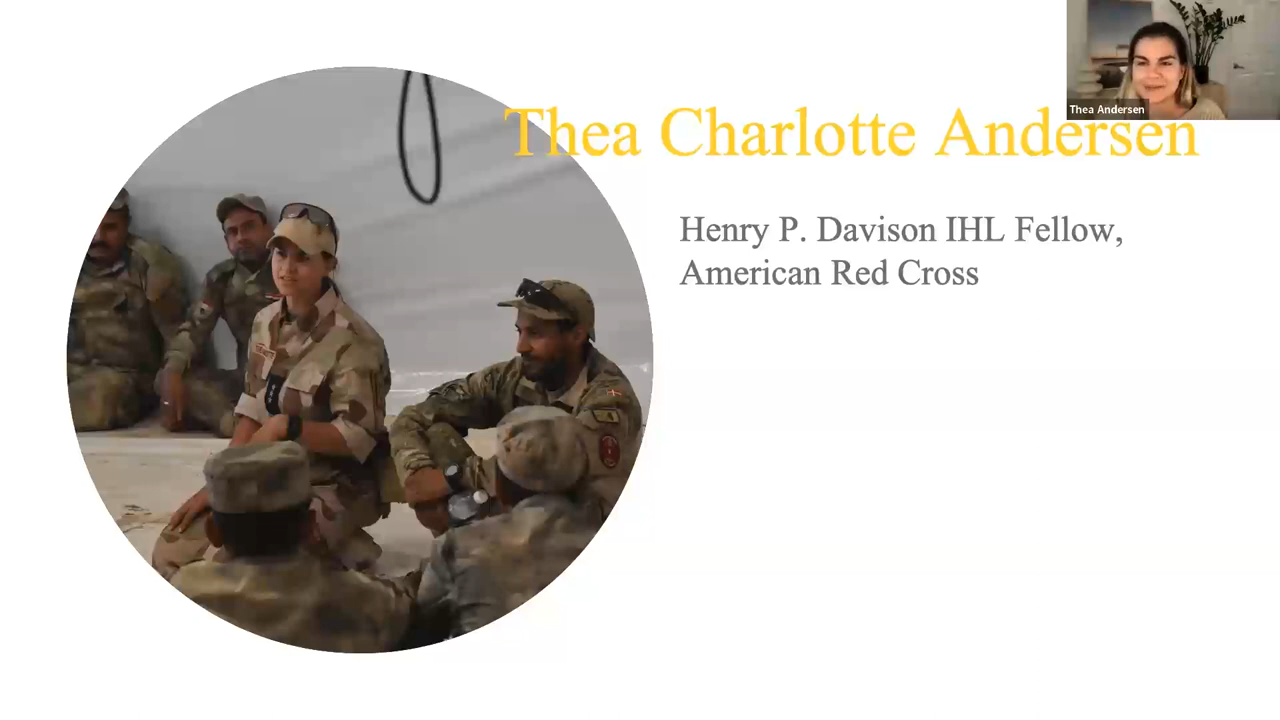 Thea Andersen
Thea Charlotte Andersen
Henry P. Davison IHL Fellow,
American Red Cross